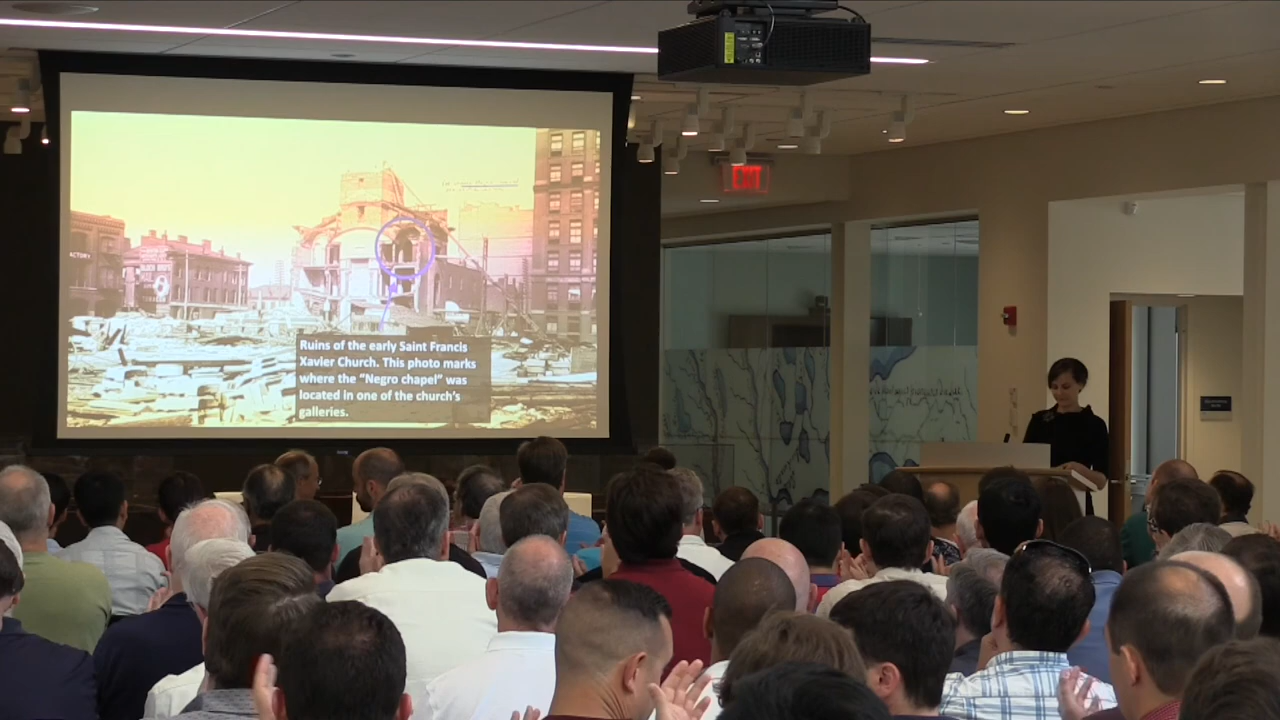 EXIT
ACTORY
Ruins of the early Saint Francis
Xavier Church. This photo marks
where the "Negro chapel" was
located in one of the church's
galleries.